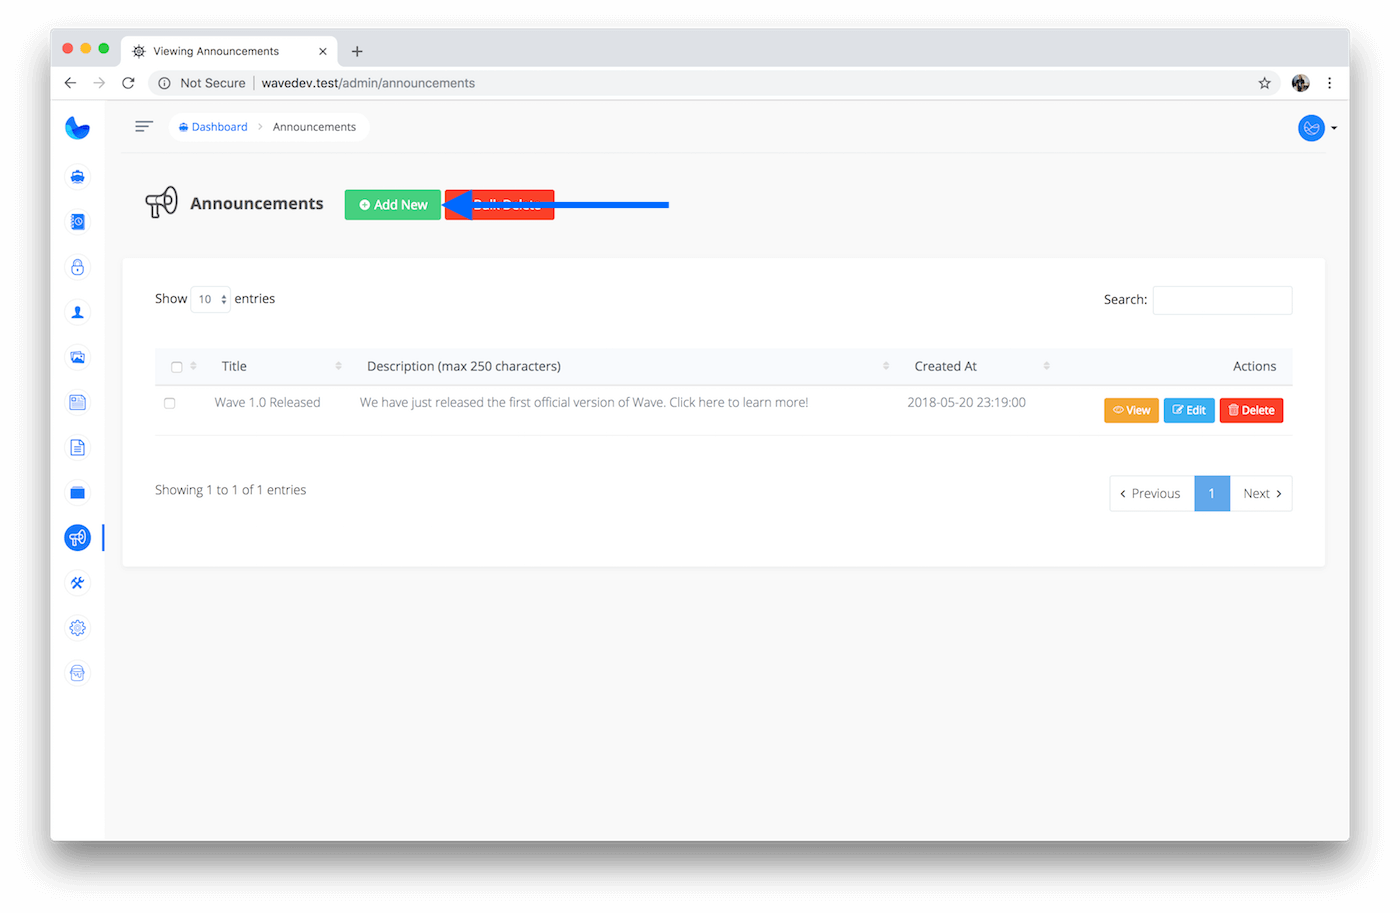 Viewing Announcements
Not Secure | wavedev.test/admin/announcements
Dashboard > Announcements
Announcements Add New
Show 10 entries Search:
Title Description (max 250 characters) Created At Actions
Wave 1.0 Released We have just released the first official version of Wave. Click here to learn more! 2018-05-20 23:19:00 View Edit Delete
Showing 1 to 1 of 1 entries ‹ Previous 1 Next ›